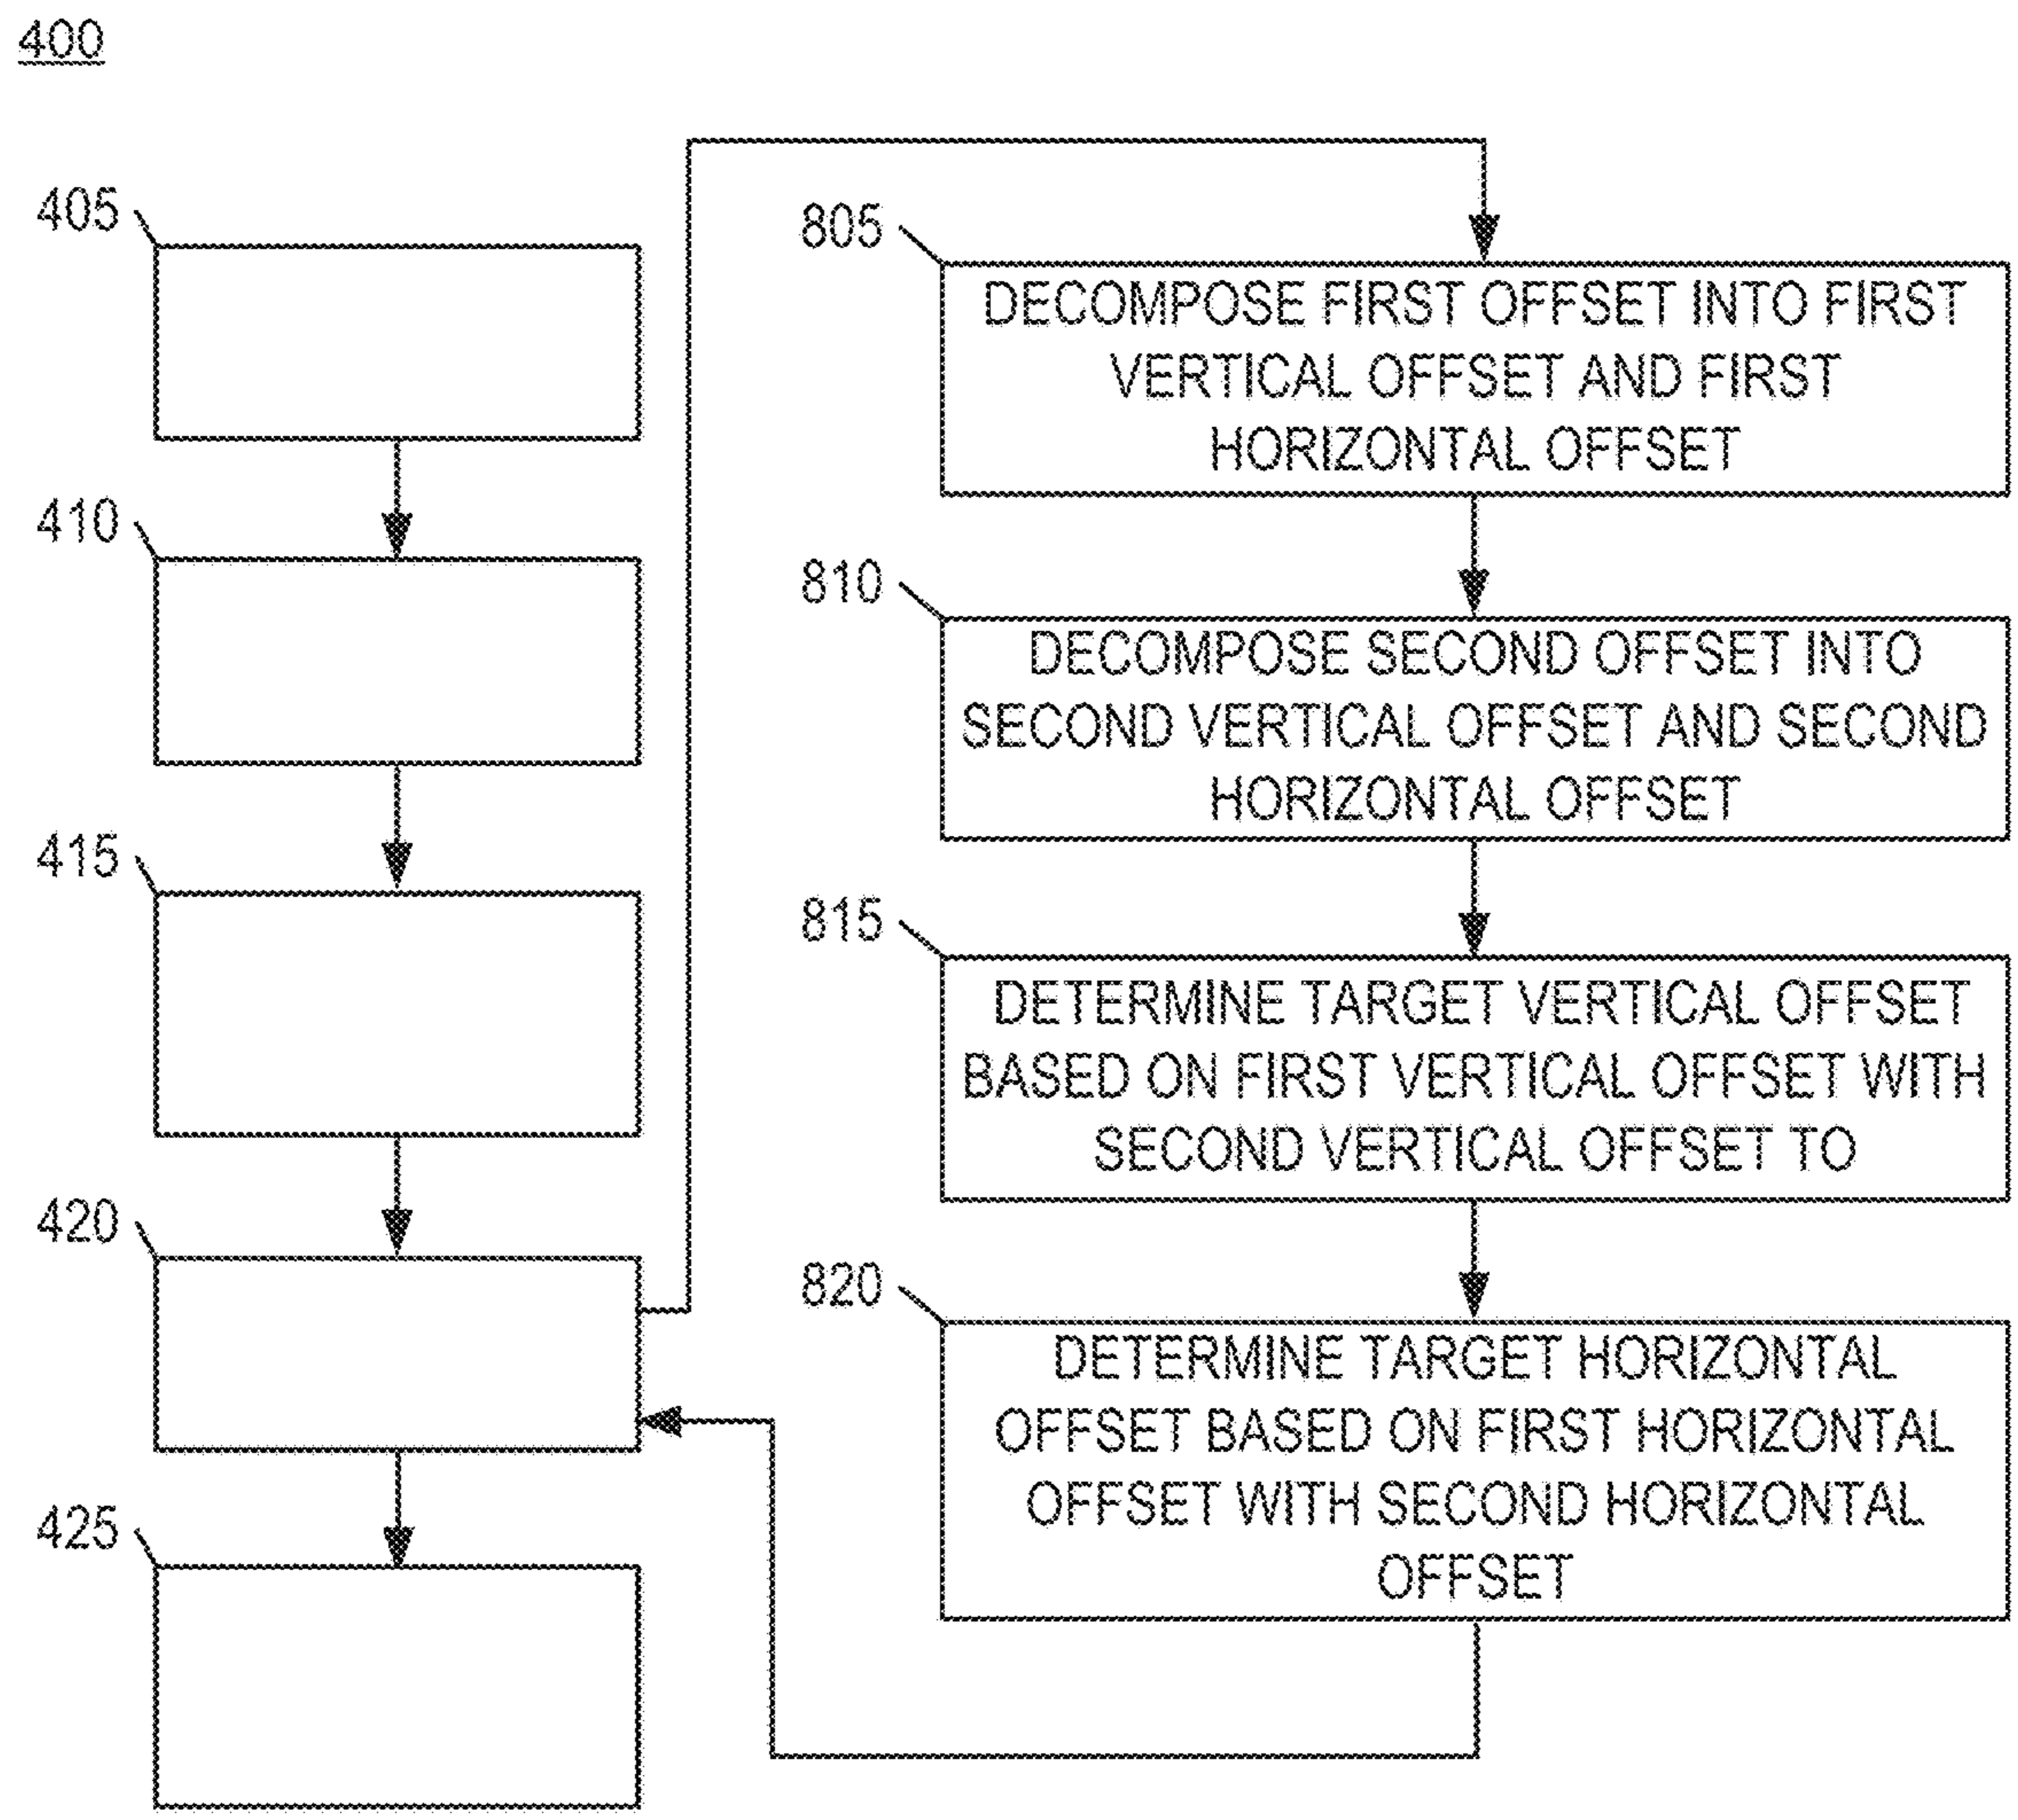 400
405
410
415
420
425
805
DECOMPOSE FIRST OFFSET INTO FIRST
VERTICAL OFFSET AND FIRST
HORIZONTAL OFFSET
810
DECOMPOSE SECOND OFFSET INTO
SECOND VERTICAL OFFSET AND SECOND
HORIZONTAL OFFSET
815
DETERMINE TARGET VERTICAL OFFSET
BASED ON FIRST VERTICAL OFFSET WITH
SECOND VERTICAL OFFSET TO
820
DETERMINE TARGET HORIZONTAL
OFFSET BASED ON FIRST HORIZONTAL
OFFSET WITH SECOND HORIZONTAL
OFFSET